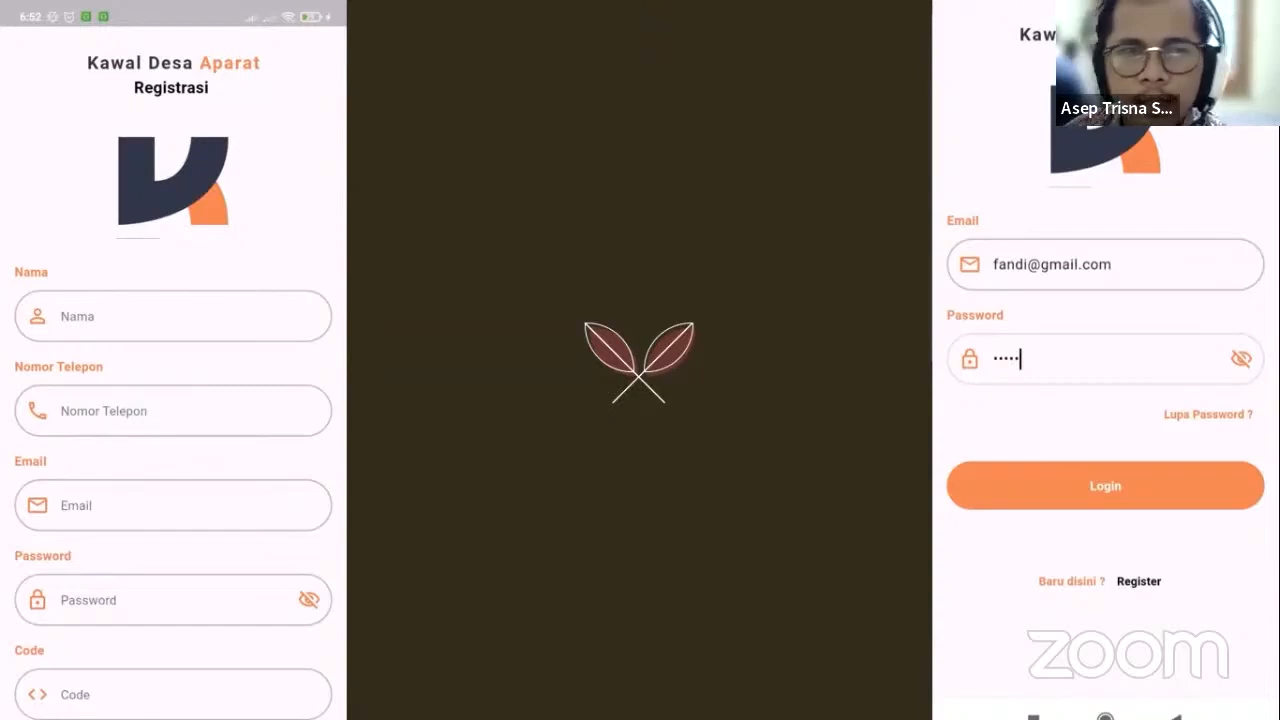 6:52
Kawal Desa Aparat
Registrasi
Nama
Nama
Nomor Telepon
Nomor Telepon
Email
Email
Password
Password
Code
Code
Kaw
Asep Trisna S...
Email
fandi@gmail.com
Password
•••••
Lupa Password ?
Login
Baru disini ? Register
zoom